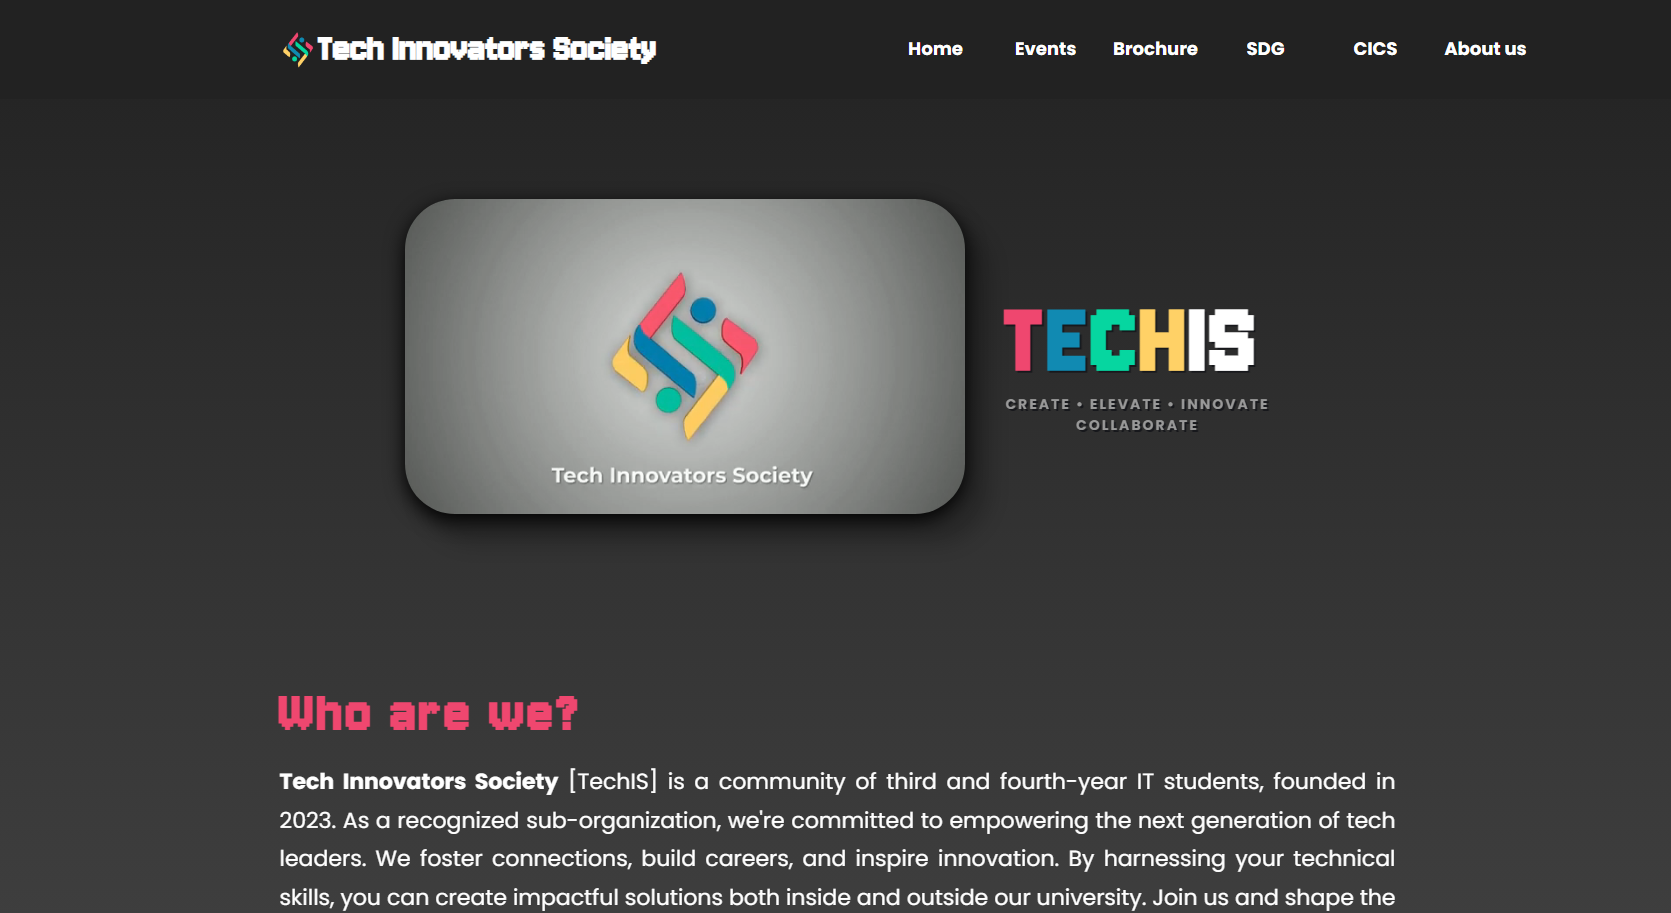 Tech Innovators Society
Home Events Brochure SDG CICS About us
Tech Innovators Society
TECHIS
CREATE • ELEVATE • INNOVATE
COLLABORATE
Who are we?
Tech Innovators Society [TechIS] is a community of third and fourth-year IT students, founded in
2023. As a recognized sub-organization, we're committed to empowering the next generation of tech
leaders. We foster connections, build careers, and inspire innovation. By harnessing your technical
skills, you can create impactful solutions both inside and outside our university. Join us and shape the